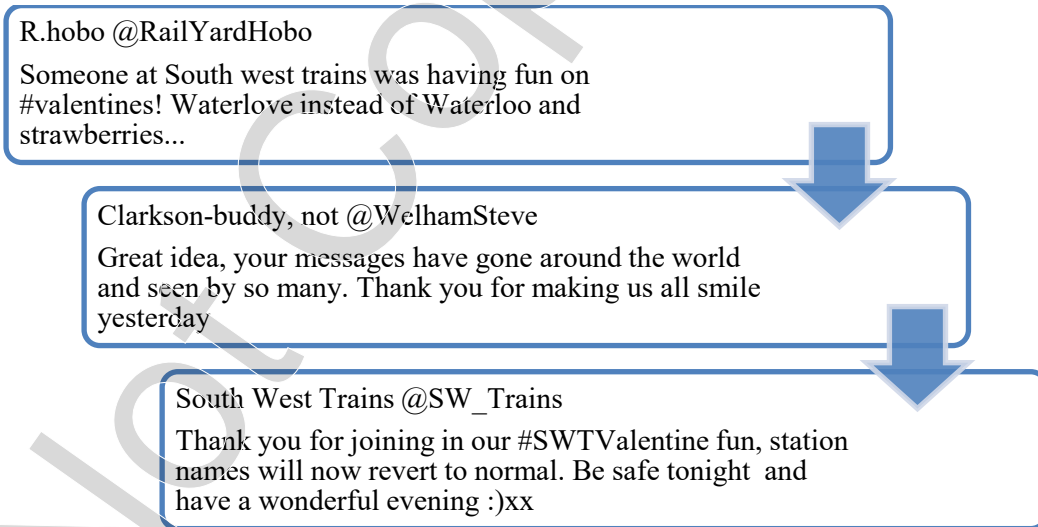 R.hobo @RailYardHobo
Someone at South west trains was having fun on
#valentines! Waterlove instead of Waterloo and
strawberries...
Clarkson-buddy, not @WelhamSteve
Great idea, your messages have gone around the world
and seen by so many. Thank you for making us all smile
yesterday
South West Trains @SW_Trains
Thank you for joining in our #SWTValentine fun, station
names will now revert to normal. Be safe tonight and
have a wonderful evening :)xx